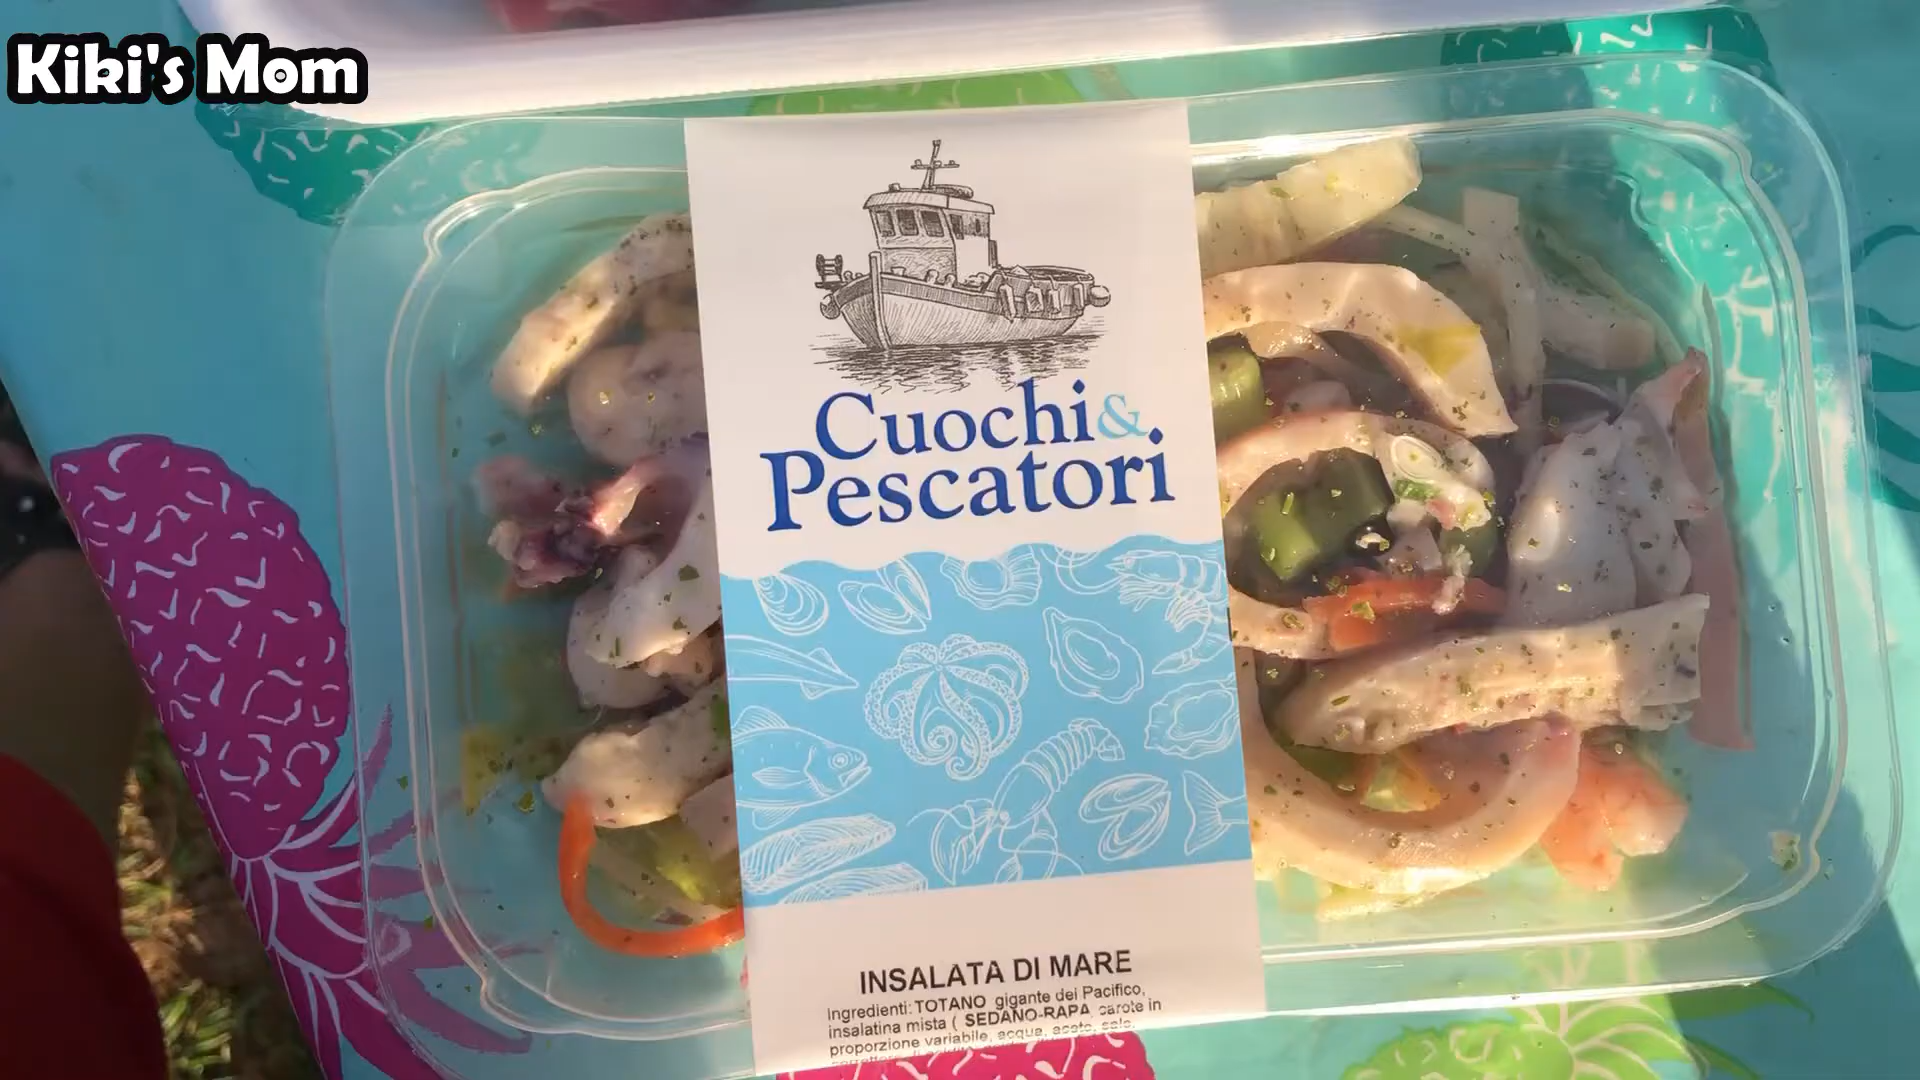 Kiki's Mom
Cuochi&
Pescatori
INSALATA DI MARE
Ingredienti: TOTANO gigante del Pacifico,
insalatina mista ( SEDANO-RAPA, carote in
proporzione variabile, acqua, aceto, sale,